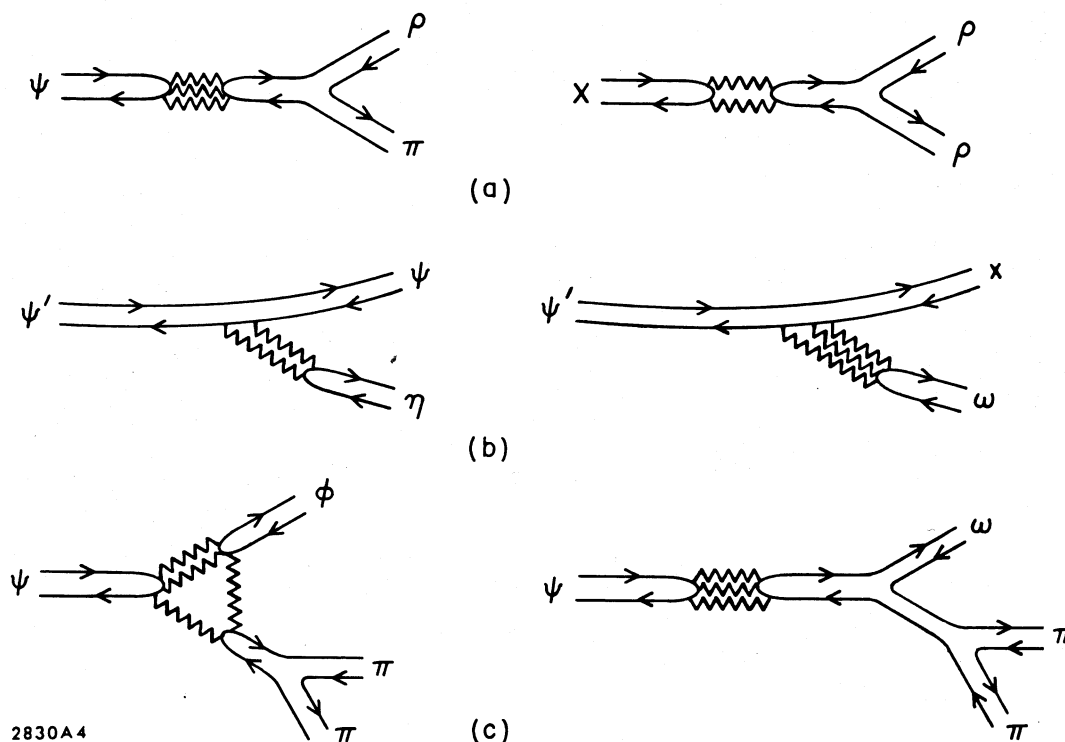 ψ ρ π
χ ρ ρ
(a)
ψ' ψ η
ψ' χ ω
(b)
ψ φ π π
ψ ω π π
(c)
2830A4